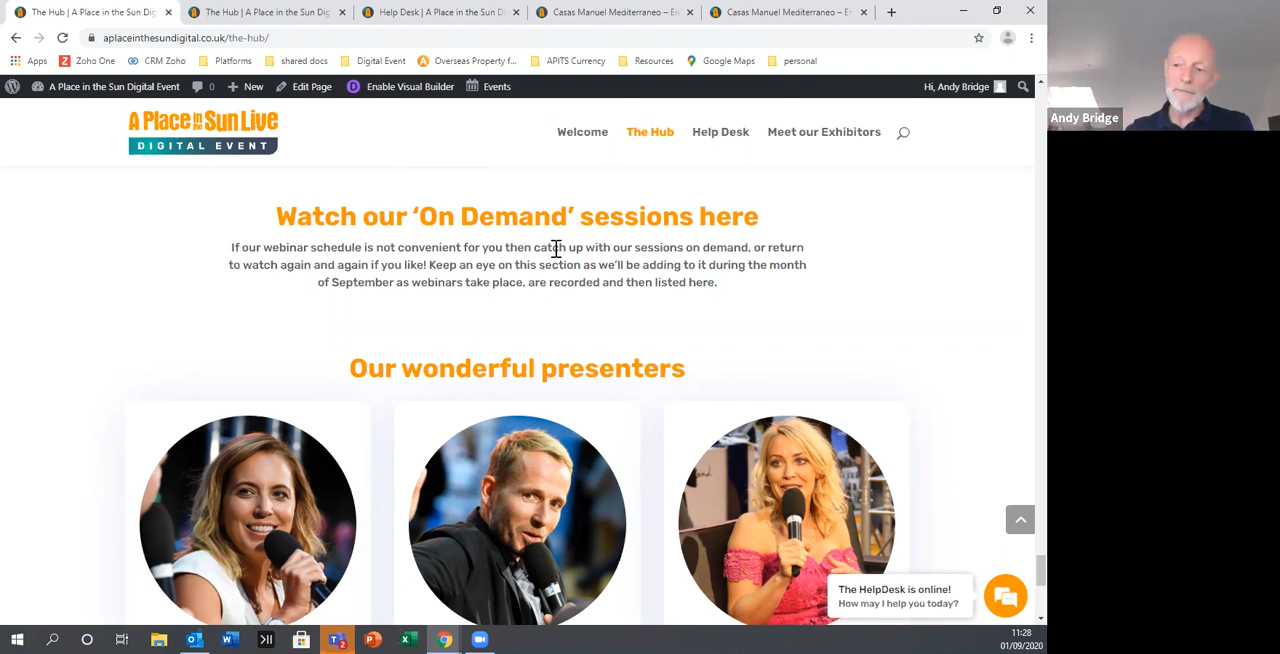 The Hub | A Place in the Sun Dig
The Hub | A Place in the Sun Dig
Help Desk | A Place in the Sun D
Casas Manuel Mediterraneo – En
Casas Manuel Mediterraneo – En
aplaceinthesundigital.co.uk/the-hub/
Apps
Zoho One
CRM Zoho
Platforms
shared docs
Digital Event
Overseas Property f...
APITS Currency
Resources
Google Maps
personal
A Place in the Sun Digital Event
0
New
Edit Page
Enable Visual Builder
Events
Hi, Andy Bridge
A Place in the Sun Live
DIGITAL EVENT
Welcome
The Hub
Help Desk
Meet our Exhibitors
Andy Bridge
Watch our ‘On Demand’ sessions here
If our webinar schedule is not convenient for you then catch up with our sessions on demand, or return
to watch again and again if you like! Keep an eye on this section as we’ll be adding to it during the month
of September as webinars take place, are recorded and then listed here.
Our wonderful presenters
The HelpDesk is online!
How may I help you today?
11:28
01/09/2020